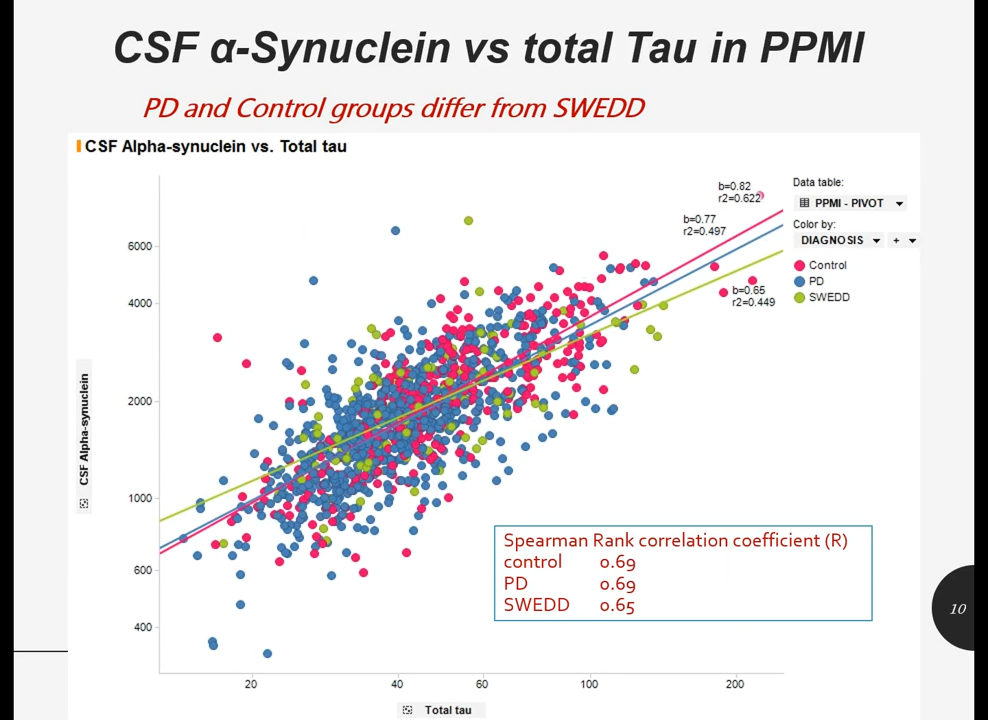 CSF α-Synuclein vs total Tau in PPMI
PD and Control groups differ from SWEDD
CSF Alpha-synuclein vs. Total tau
b=0.82
r2=0.622
b=0.77
r2=0.497
b=0.65
r2=0.449
Data table:
PPMI - PIVOT
Color by:
DIAGNOSIS
+
Control
PD
SWEDD
6000
4000
2000
1000
600
400
CSF Alpha-synuclein
Spearman Rank correlation coefficient (R)
control 0.69
PD 0.69
SWEDD 0.65
10
20 40 60 100 200
Total tau